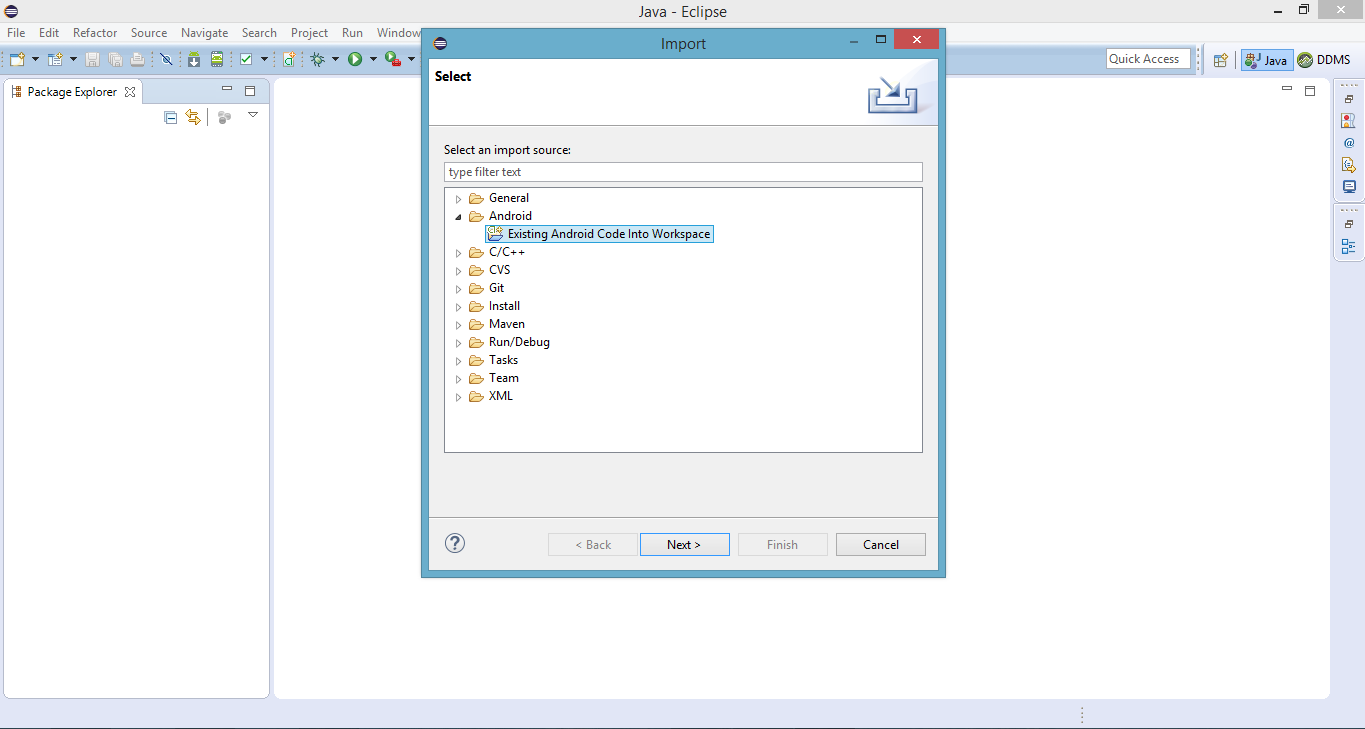 Java - Eclipse
File Edit Refactor Source Navigate Search Project Run Window
Quick Access
Java
DDMS
Package Explorer
Import
Select
Select an import source:
type filter text
General
Android
Existing Android Code Into Workspace
C/C++
CVS
Git
Install
Maven
Run/Debug
Tasks
Team
XML
< Back
Next >
Finish
Cancel